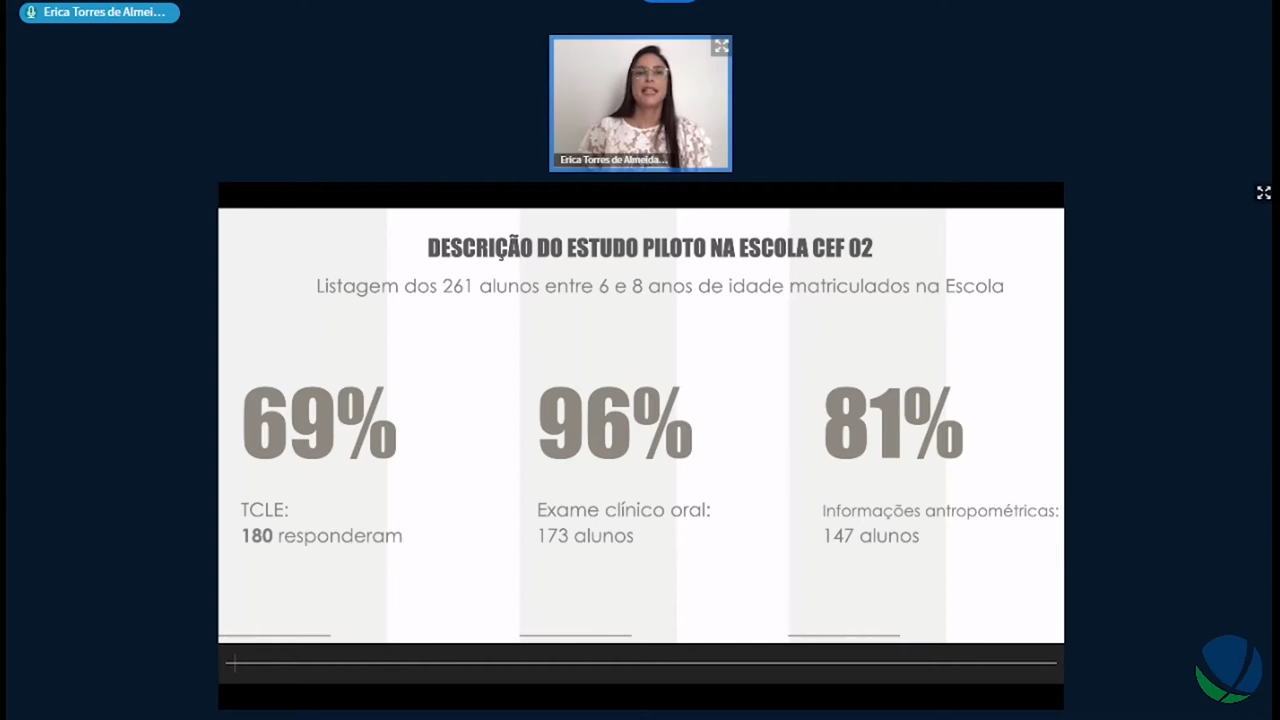 Erica Torres de Almei...
Erica Torres de Almeida...
DESCRIÇÃO DO ESTUDO PILOTO NA ESCOLA CEF 02
Listagem dos 261 alunos entre 6 e 8 anos de idade matriculados na Escola
69%
96%
81%
TCLE:
180 responderam
Exame clínico oral:
173 alunos
Informações antropométricas:
147 alunos